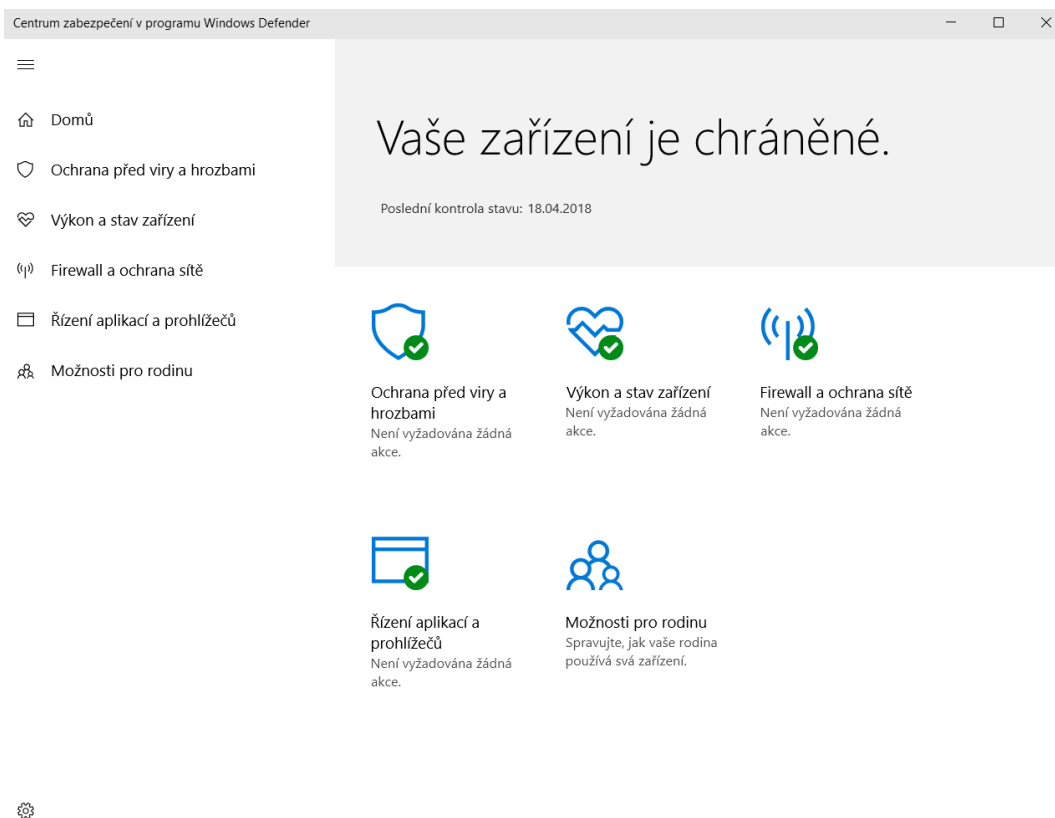 Centrum zabezpečení v programu Windows Defender
Domů
Ochrana před viry a hrozbami
Výkon a stav zařízení
Firewall a ochrana sítě
Řízení aplikací a prohlížečů
Možnosti pro rodinu
Vaše zařízení je chráněné.
Poslední kontrola stavu: 18.04.2018
Ochrana před viry a
hrozbami
Není vyžadována žádná
akce.
Výkon a stav zařízení
Není vyžadována žádná
akce.
Firewall a ochrana sítě
Není vyžadována žádná
akce.
Řízení aplikací a
prohlížečů
Není vyžadována žádná
akce.
Možnosti pro rodinu
Spravujte, jak vaše rodina
používá svá zařízení.